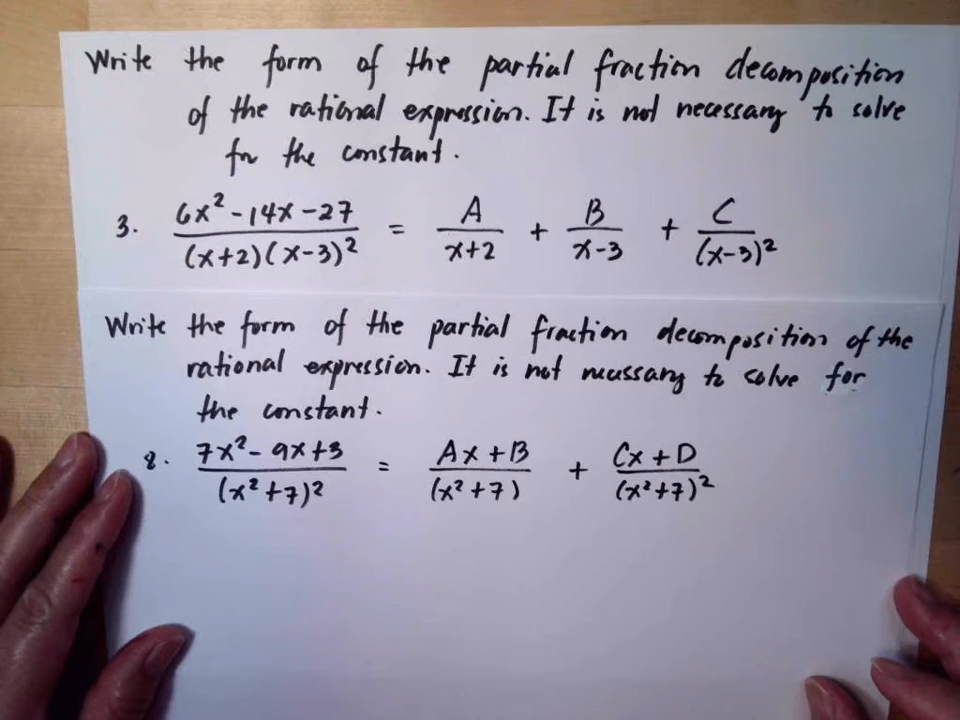 Write the form of the partial fraction decomposition
of the rational expression. It is not necessary to solve
for the constant.
3. (6x² - 14x - 27)/((x+2)(x-3)²) = A/(x+2) + B/(x-3) + C/(x-3)²
Write the form of the partial fraction decomposition of the
rational expression. It is not necessary to solve for
the constant.
8. (7x² - 9x + 3)/(x² + 7)² = (Ax + B)/(x² + 7) + (Cx + D)/(x² + 7)²